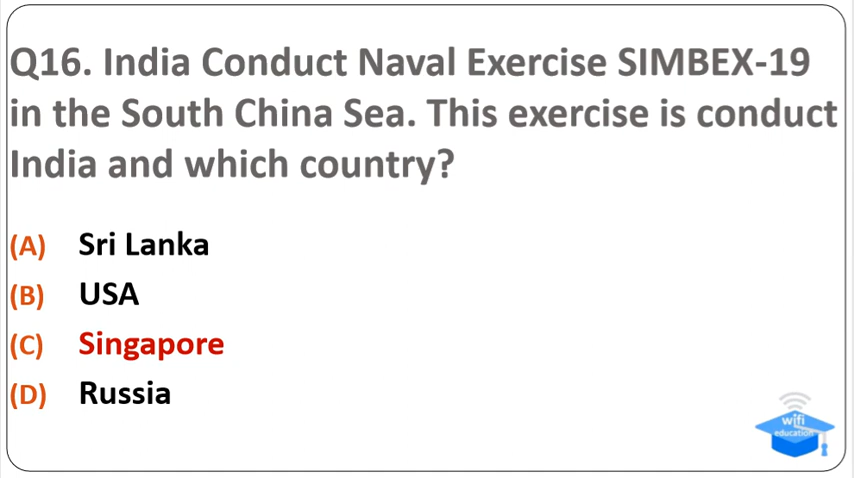 Q16. India Conduct Naval Exercise SIMBEX-19
in the South China Sea. This exercise is conduct
India and which country?
(A) Sri Lanka
(B) USA
(C) Singapore
(D) Russia
wifi
education